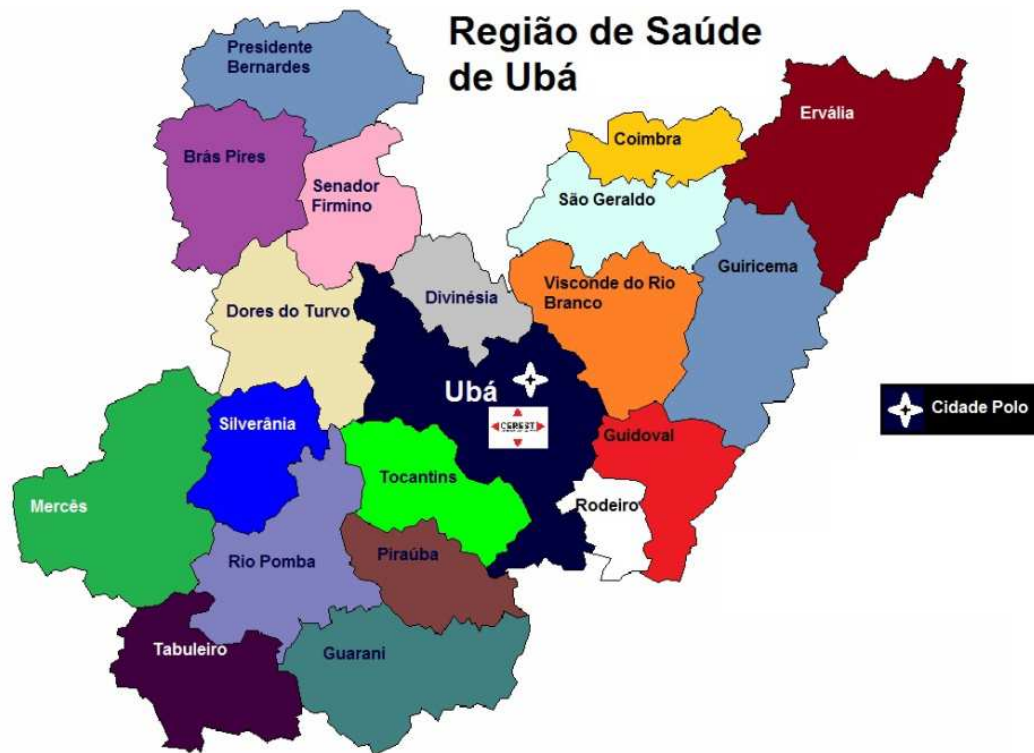 Região de Saúde
de Ubá
Presidente
Bernardes
Ervália
Coimbra
Brás Pires
Senador
Firmino
São Geraldo
Guiricema
Visconde do Rio
Branco
Divinésia
Dores do Turvo
Ubá
CEREST
Cidade Polo
Silverânia
Guidoval
Tocantins
Mercês
Rodeiro
Piraúba
Rio Pomba
Tabuleiro
Guarani